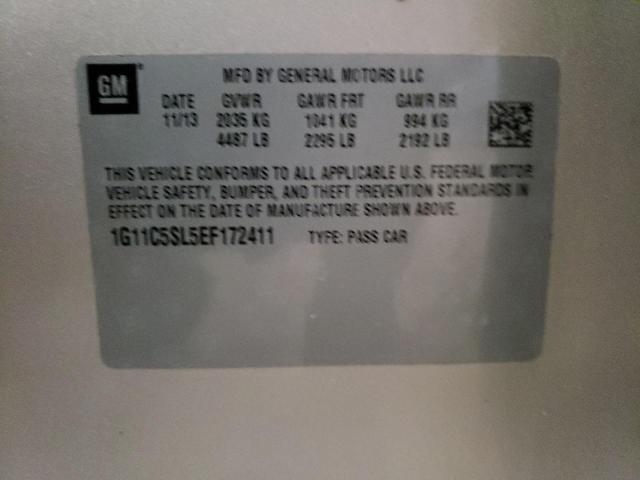 GM® MFD BY GENERAL MOTORS LLC
DATE GVWR GAWR FRT GAWR RR
11/13 2035 KG 1041 KG 994 KG
4487 LB 2295 LB 2192 LB
THIS VEHICLE CONFORMS TO ALL APPLICABLE U.S. FEDERAL MOTOR
VEHICLE SAFETY, BUMPER, AND THEFT PREVENTION STANDARDS IN
EFFECT ON THE DATE OF MANUFACTURE SHOWN ABOVE.
1G11C5SL5EF172411 TYPE: PASS CAR